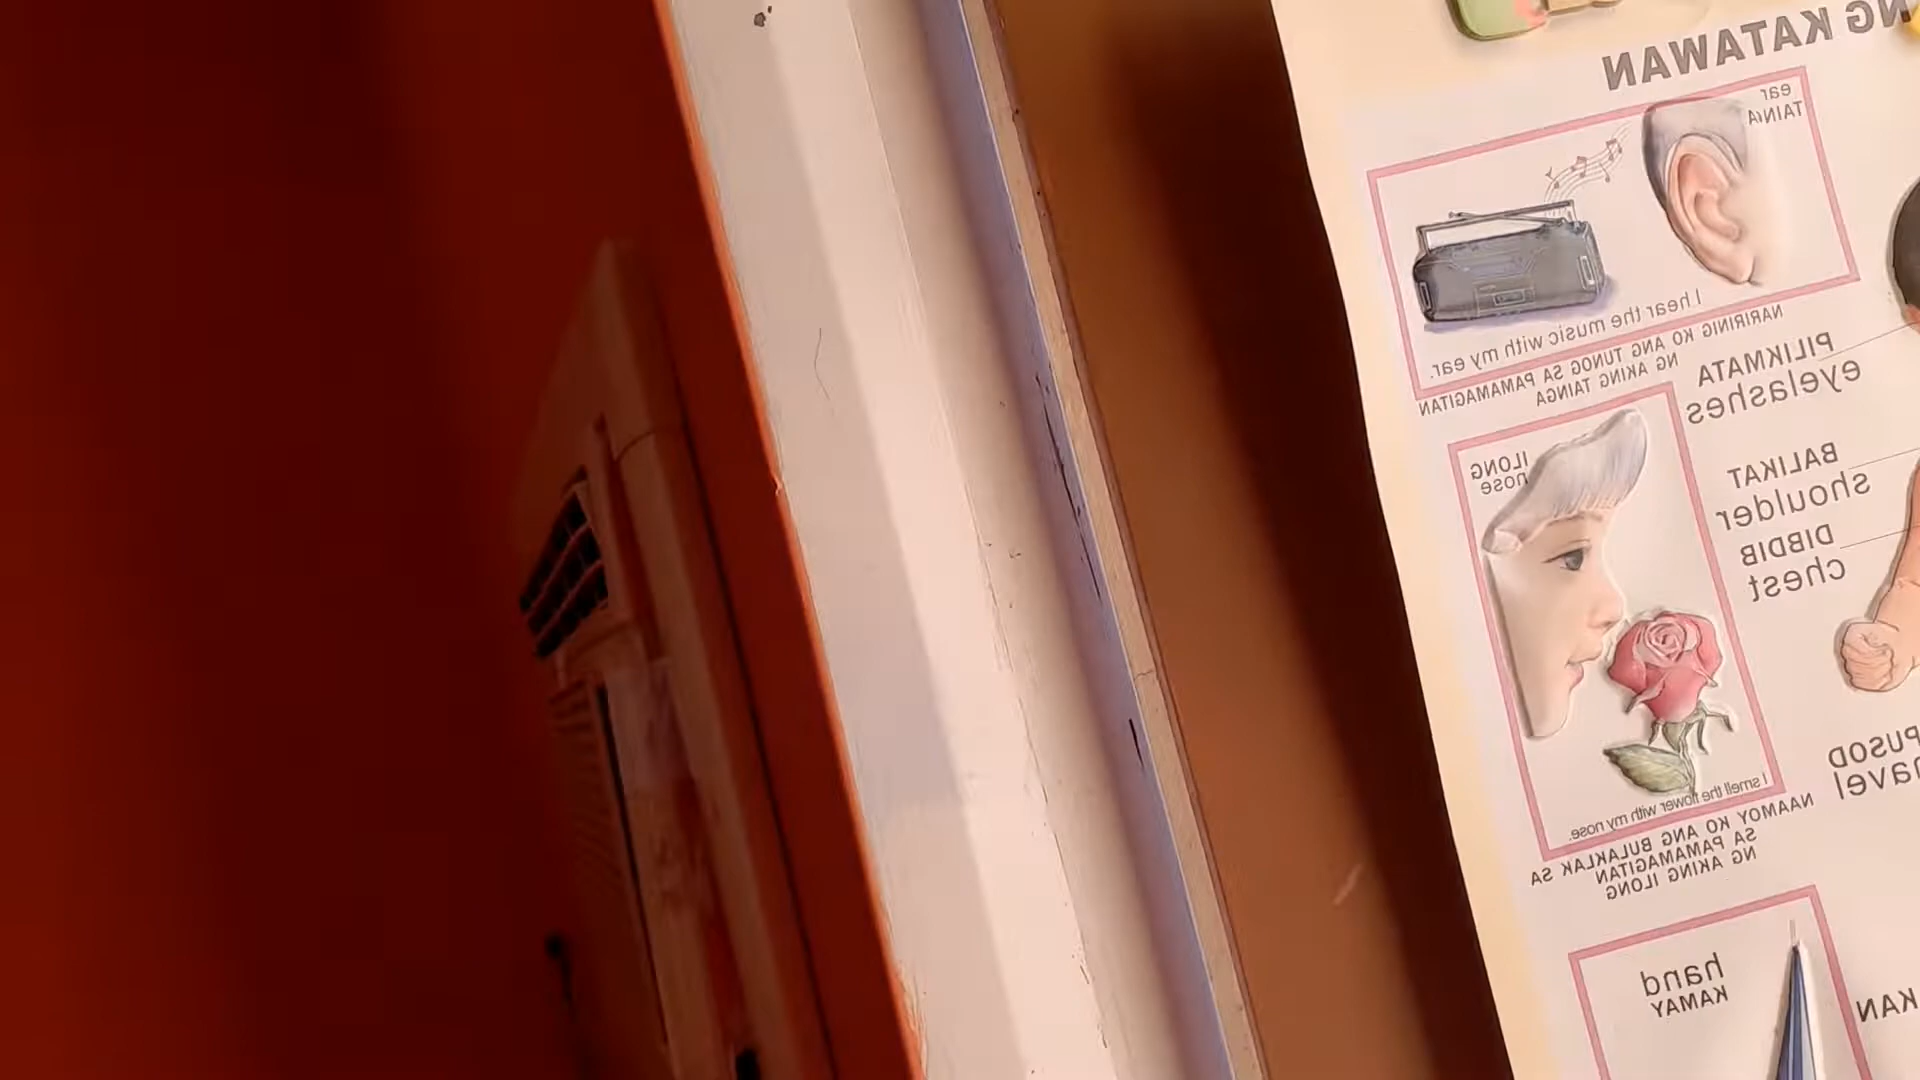 NG KATAWAN
ear
TAINGA
I hear the music with my ear.
NARIRINIG KO ANG TUNOG SA PAMAMAGITAN
NG AKING TAINGA
PILIKMATA
eyelashes
ILONG
nose
BALIKAT
shoulder
DIBDIB
chest
PUSOD
navel
I smell the flower with my nose.
NAAMOY KO ANG BULAKLAK SA
SA PAMAMAGITAN
NG AKING ILONG
hand
KAMAY